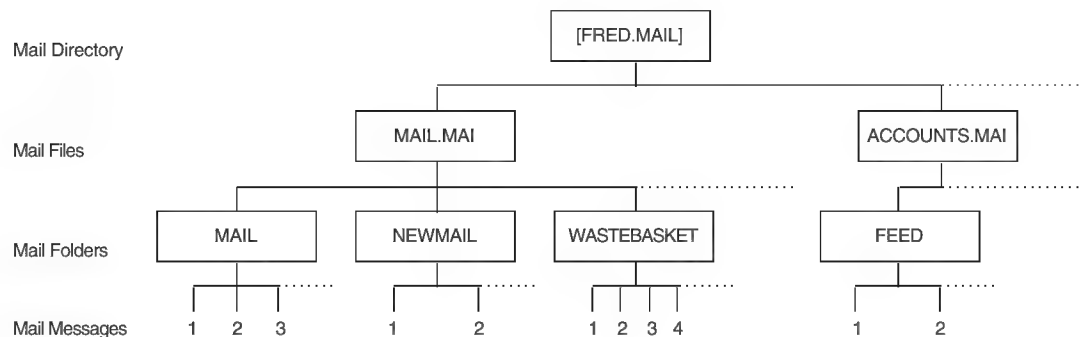 Mail Directory [FRED.MAIL]
Mail Files MAIL.MAI ACCOUNTS.MAI
Mail Folders MAIL NEWMAIL WASTEBASKET FEED
Mail Messages 1 2 3 1 2 1 2 3 4 1 2